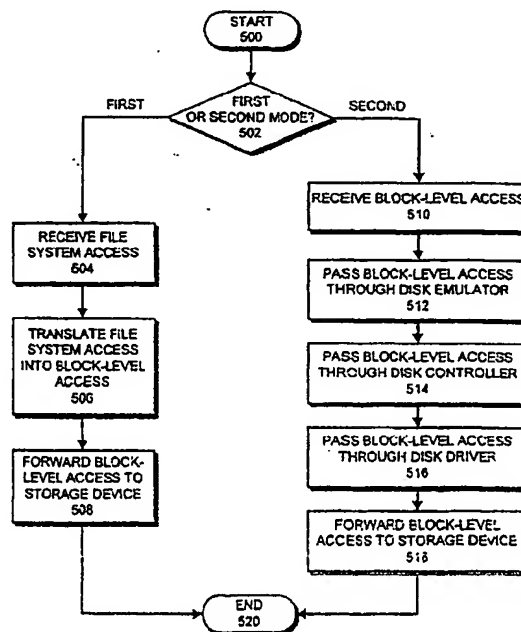 START
500
FIRST
FIRST
OR SECOND MODE?
502
SECOND
RECEIVE FILE
SYSTEM ACCESS
504
TRANSLATE FILE
SYSTEM ACCESS
INTO BLOCK-LEVEL
ACCESS
506
FORWARD BLOCK-
LEVEL ACCESS TO
STORAGE DEVICE
508
RECEIVE BLOCK-LEVEL ACCESS
510
PASS BLOCK-LEVEL ACCESS
THROUGH DISK EMULATOR
512
PASS BLOCK-LEVEL ACCESS
THROUGH DISK CONTROLLER
514
PASS BLOCK-LEVEL ACCESS
THROUGH DISK DRIVER
516
FORWARD BLOCK-LEVEL
ACCESS TO STORAGE DEVICE
518
END
520